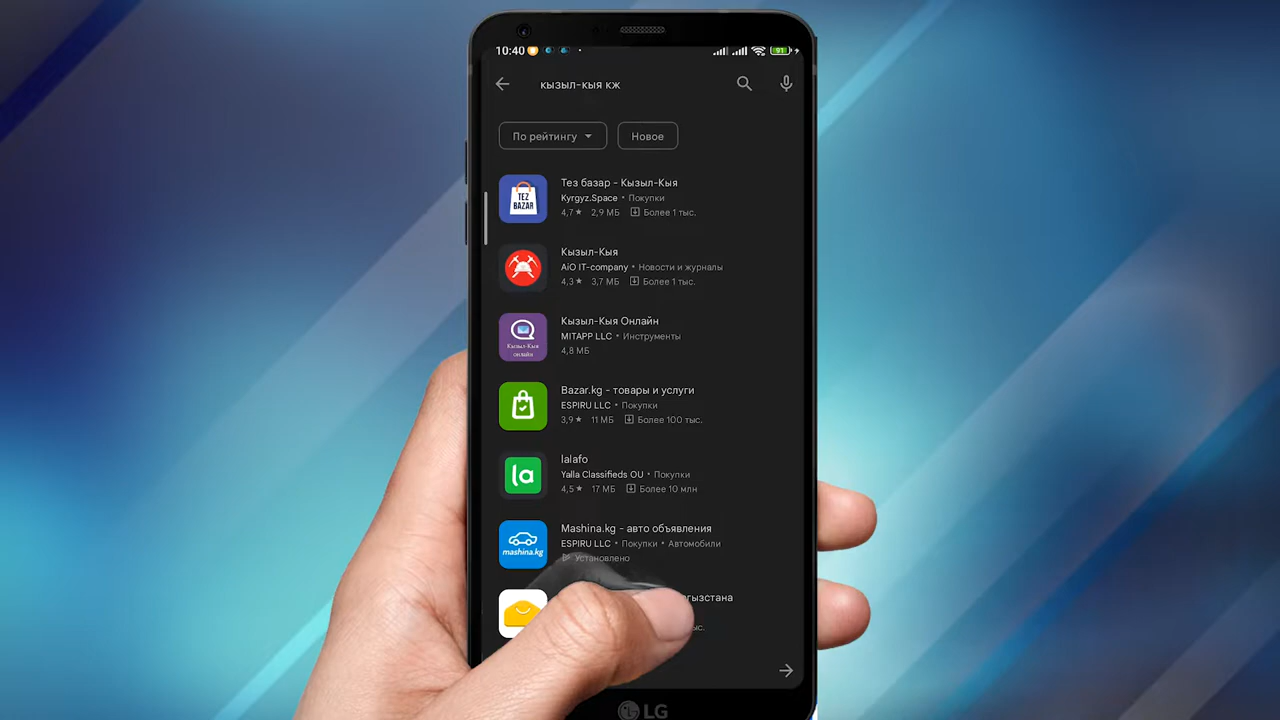 10:40
91
кызыл-кыя кж
По рейтингу
Новое
TEZ
BAZAR
Тез базар - Кызыл-Кыя
Kyrgyz.Space • Покупки
4,7★ 2,9 МБ Более 1 тыс.
Кызыл-Кыя
AiO IT-company • Новости и журналы
4,3★ 3,7 МБ Более 1 тыс.
Кызыл-Кыя
онлайн
Кызыл-Кыя Онлайн
MITAPP LLC • Инструменты
4,8 МБ
Bazar.kg - товары и услуги
ESPIRU LLC • Покупки
3,9★ 11 МБ Более 100 тыс.
la
lalafo
Yalla Classifieds OU • Покупки
4,5★ 17 МБ Более 10 млн
mashina.kg
Mashina.kg - авто объявления
ESPIRU LLC • Покупки • Автомобили
Установлено
LG